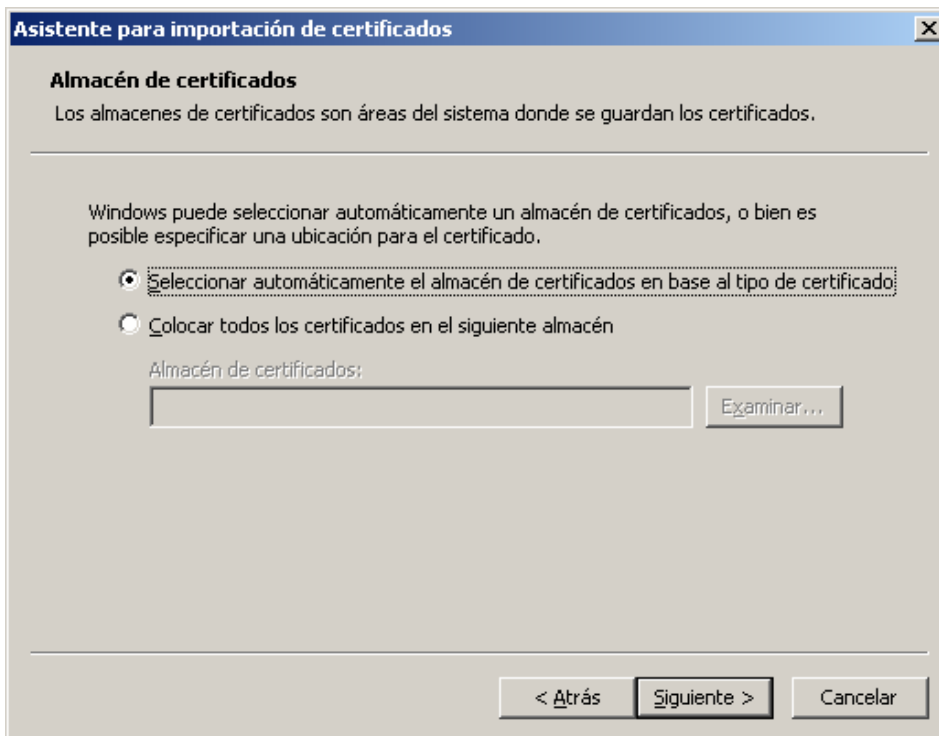 Asistente para importación de certificados
Almacén de certificados
Los almacenes de certificados son áreas del sistema donde se guardan los certificados.
Windows puede seleccionar automáticamente un almacén de certificados, o bien es
posible especificar una ubicación para el certificado.
Seleccionar automáticamente el almacén de certificados en base al tipo de certificado
Colocar todos los certificados en el siguiente almacén
Almacén de certificados:
Examinar...
< Atrás Siguiente > Cancelar